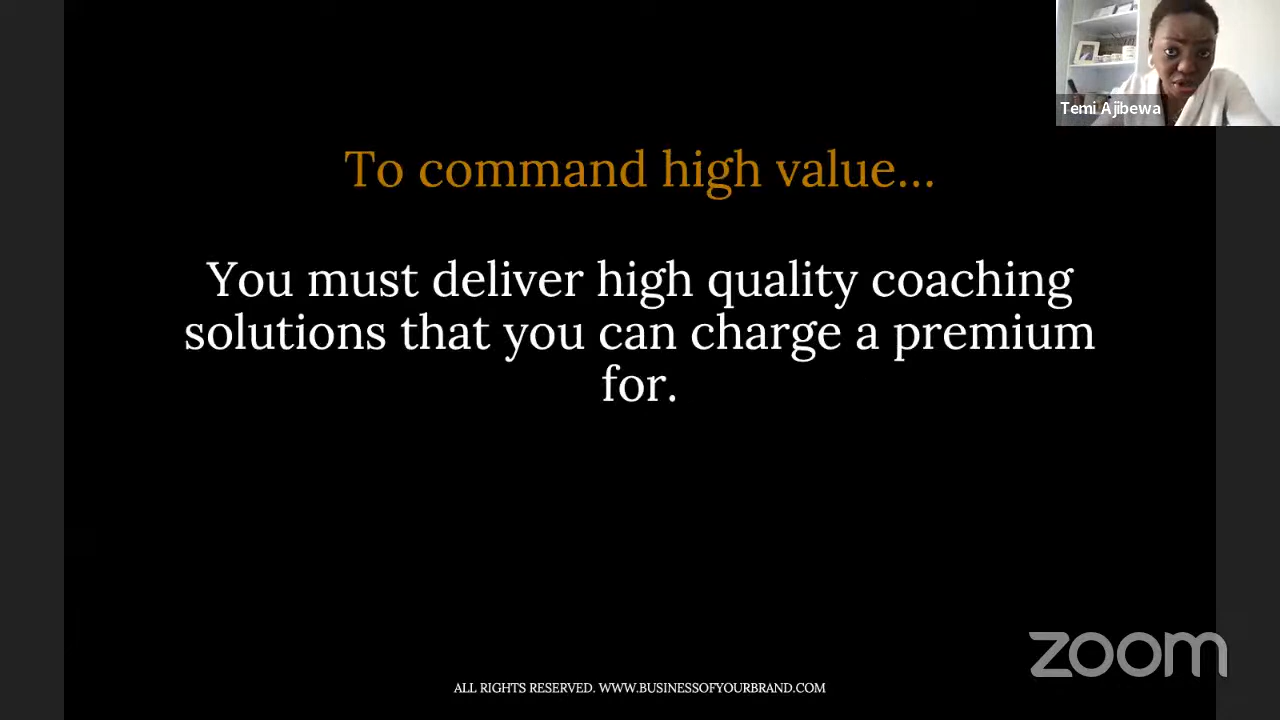 Temi Ajibewa
To command high value...
You must deliver high quality coaching
solutions that you can charge a premium
for.
zoom
ALL RIGHTS RESERVED. WWW.BUSINESSOFYOURBRAND.COM